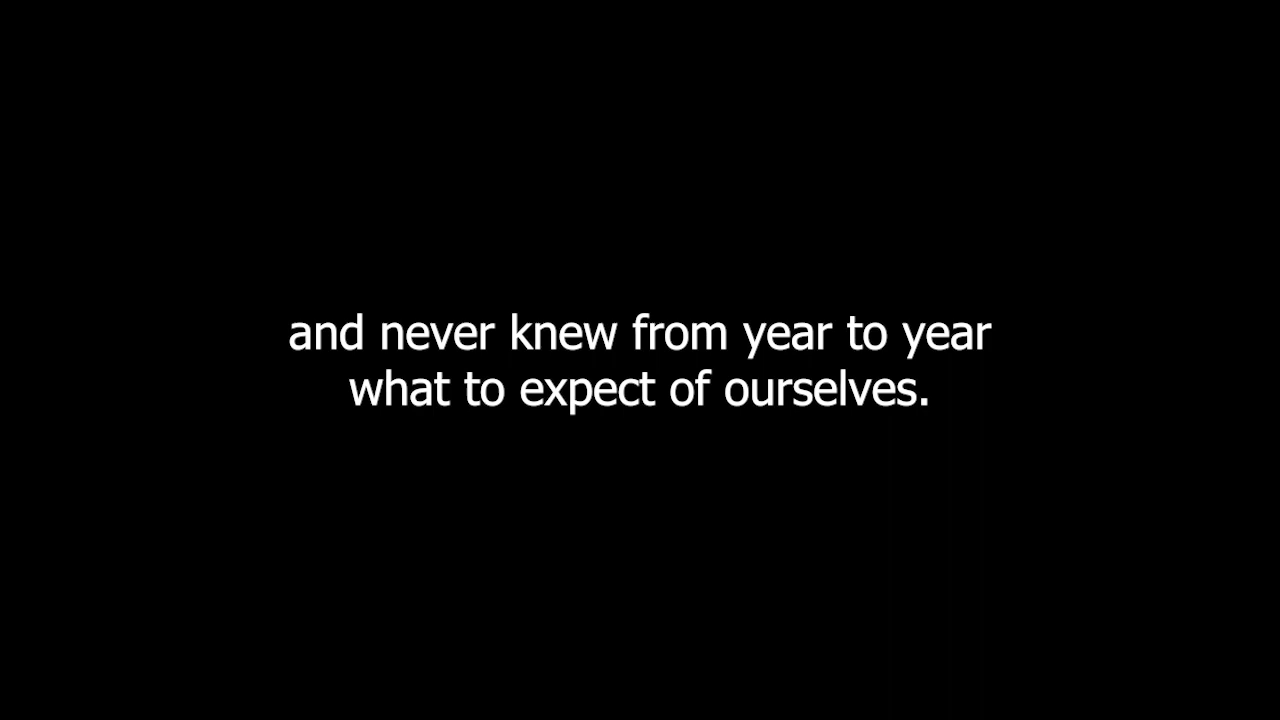 and never knew from year to year
what to expect of ourselves.